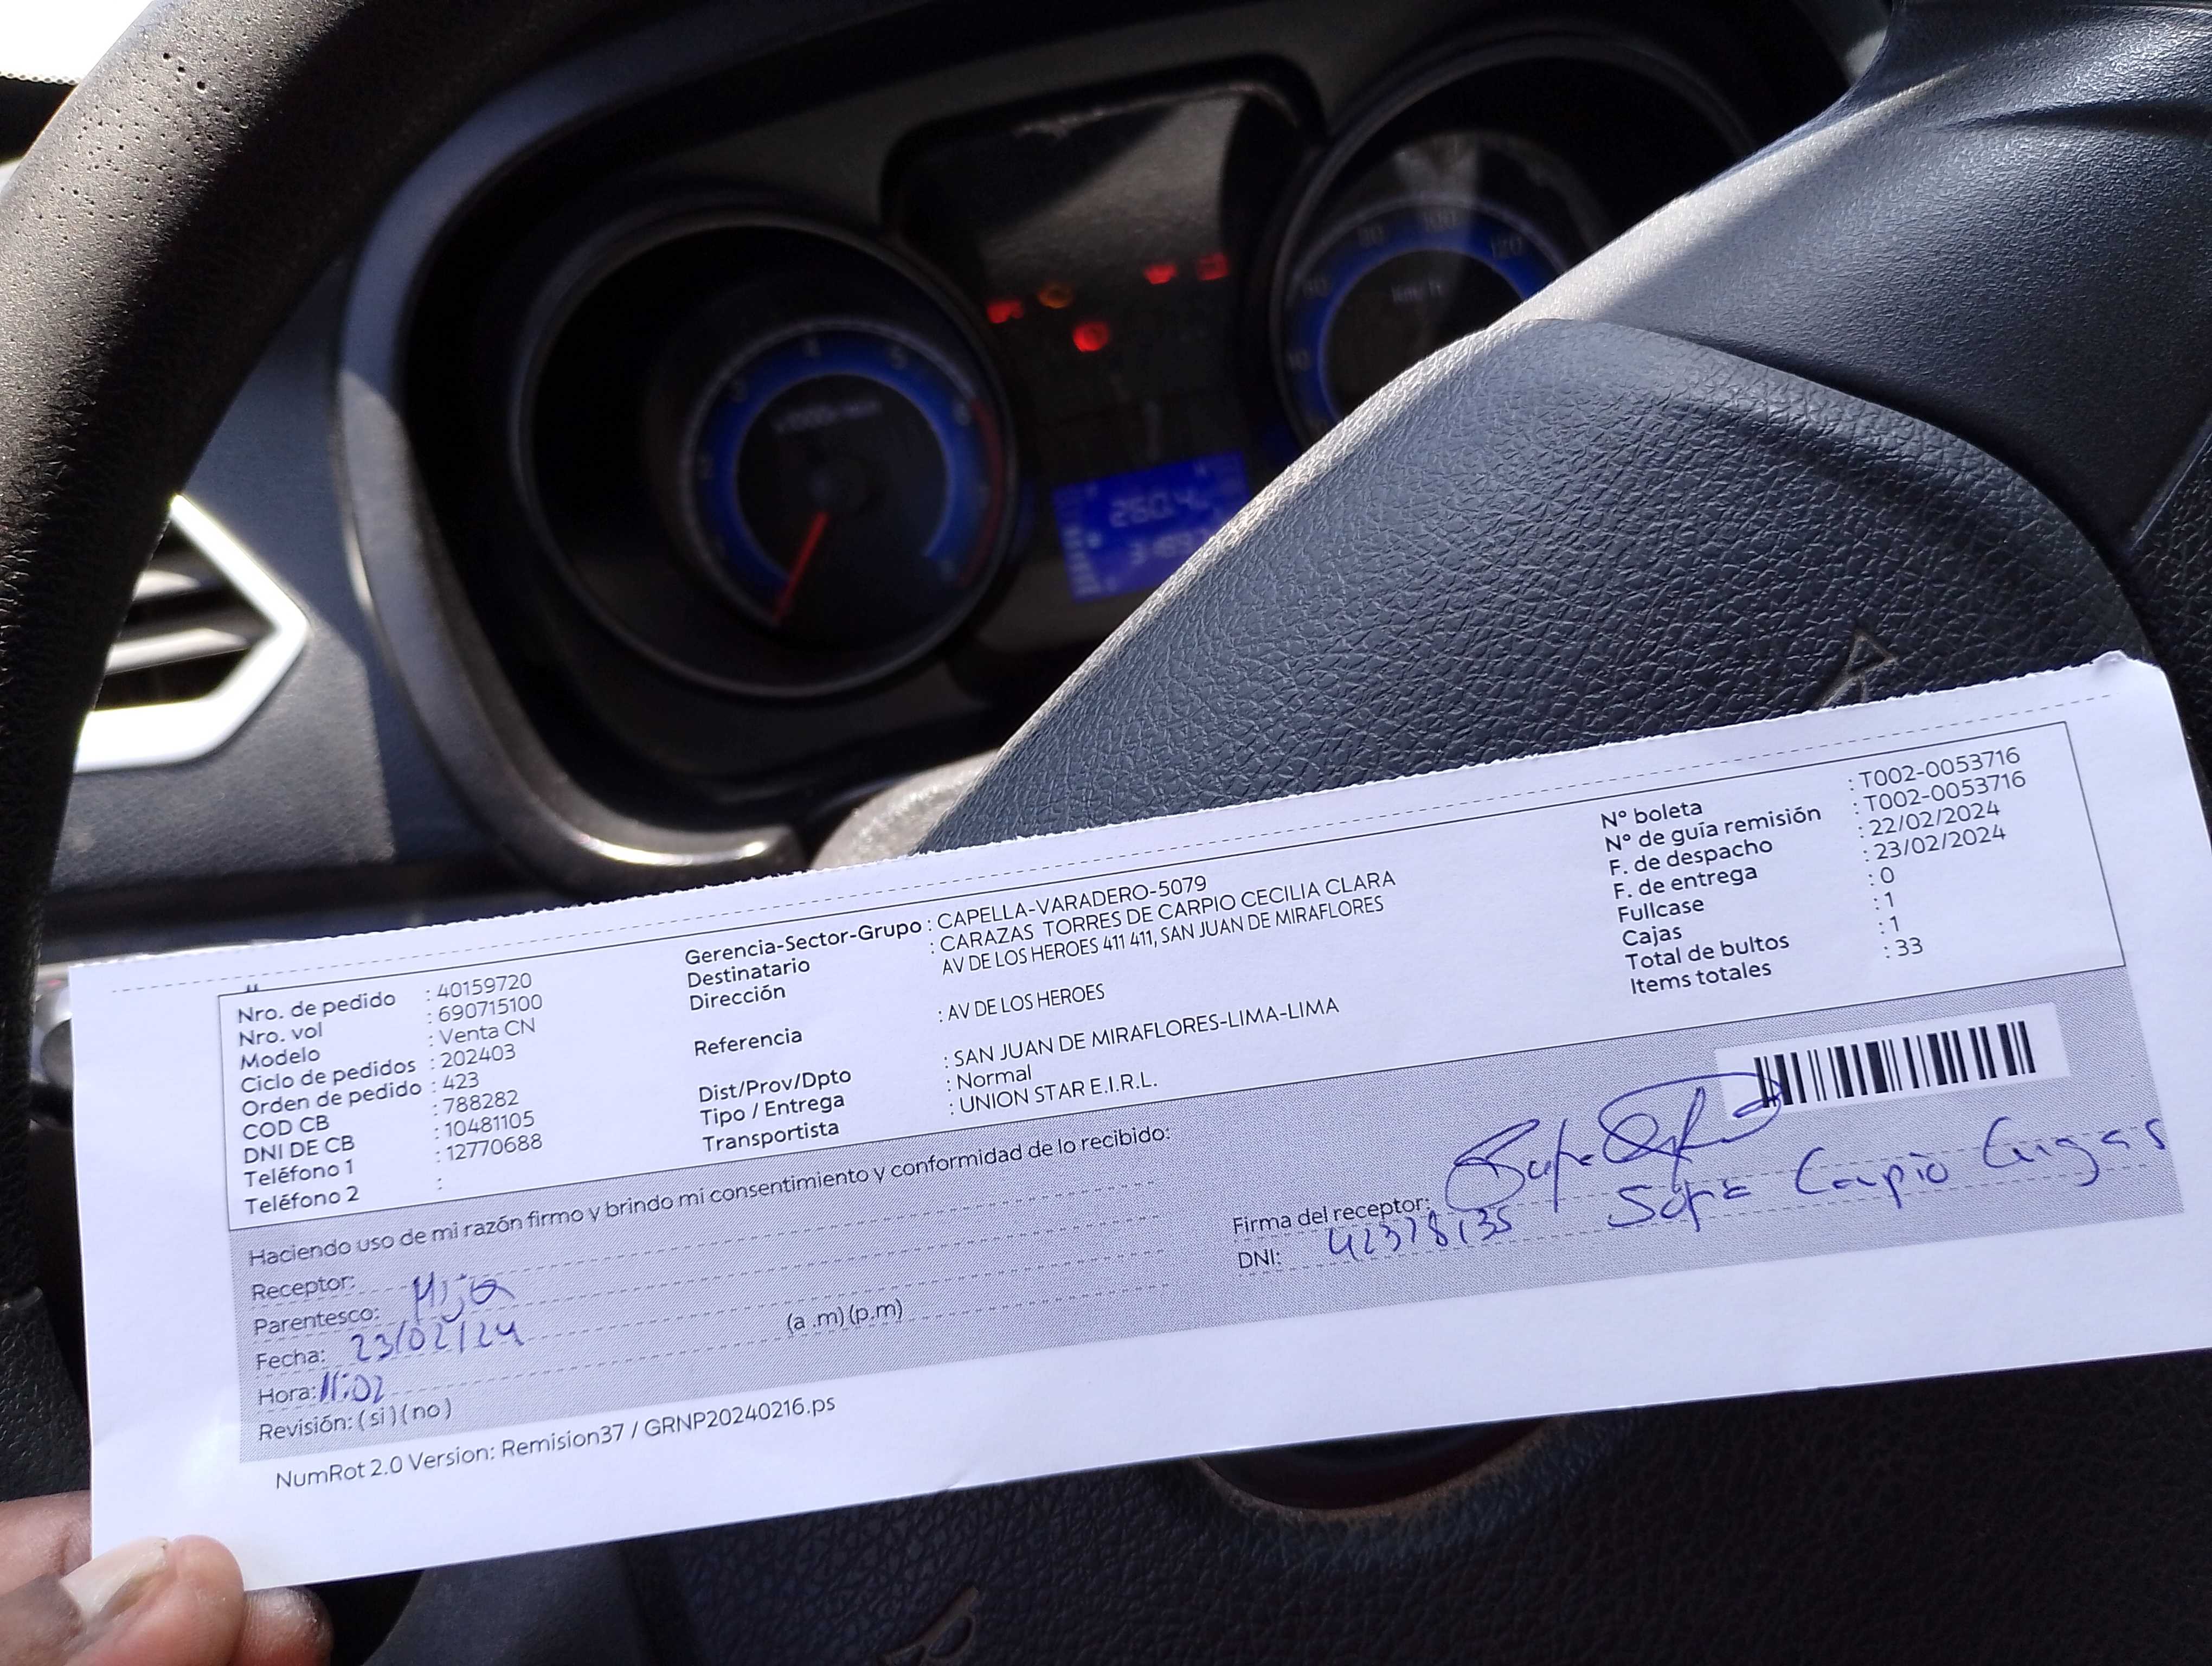 Nro. de pedido : 40159720
Nro. vol : 690715100
Modelo : Venta CN
Ciclo de pedidos : 202403
Orden de pedido : 423
COD CB : 788282
DNI DE CB : 10481105
Teléfono 1 : 12770688
Teléfono 2 :
Gerencia-Sector-Grupo : CAPELLA-VARADERO-5079
Destinatario : CARAZAS TORRES DE CARPIO CECILIA CLARA
Dirección AV DE LOS HEROES 411 411, SAN JUAN DE MIRAFLORES
Referencia : AV DE LOS HEROES
Dist/Prov/Dpto : SAN JUAN DE MIRAFLORES-LIMA-LIMA
Tipo / Entrega : Normal
Transportista : UNION STAR E.I.R.L.
N° boleta : T002-0053716
N° de guía remisión : T002-0053716
F. de despacho : 22/02/2024
F. de entrega : 23/02/2024
Fullcase : 0
Cajas : 1
Total de bultos : 1
Items totales : 33
Haciendo uso de mi razón firmo y brindo mi consentimiento y conformidad de lo recibido:
Receptor:
Parentesco: Hija
Fecha: 23/02/24
Hora: 11:02 (a .m) (p.m)
Revisión: ( si ) ( no )
Firma del receptor:
DNI: 42378135 Carpio
NumRot 2.0 Version: Remision37 / GRNP20240216.ps